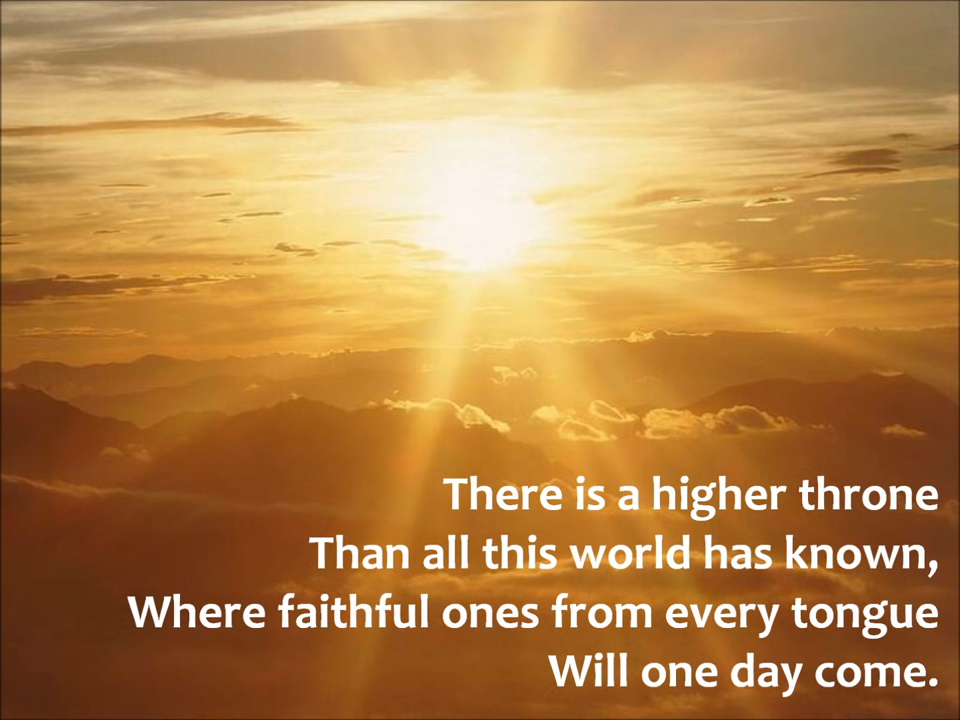 There is a higher throne
Than all this world has known,
Where faithful ones from every tongue
Will one day come.